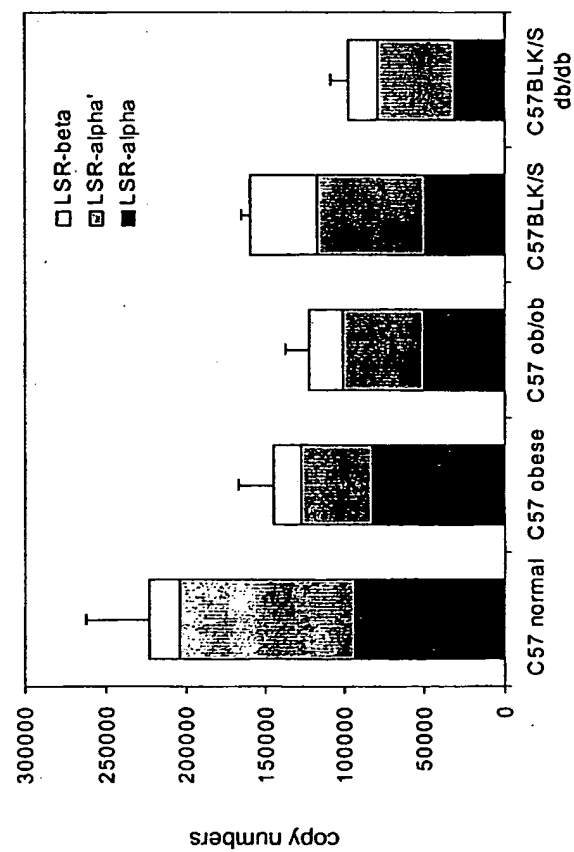 300000
250000
200000
150000
100000
50000
0
copy numbers
LSR-beta
LSR-alpha'
LSR-alpha
C57 normal
C57 obese
C57 ob/ob
C57BLK/S
C57BLK/S
db/db